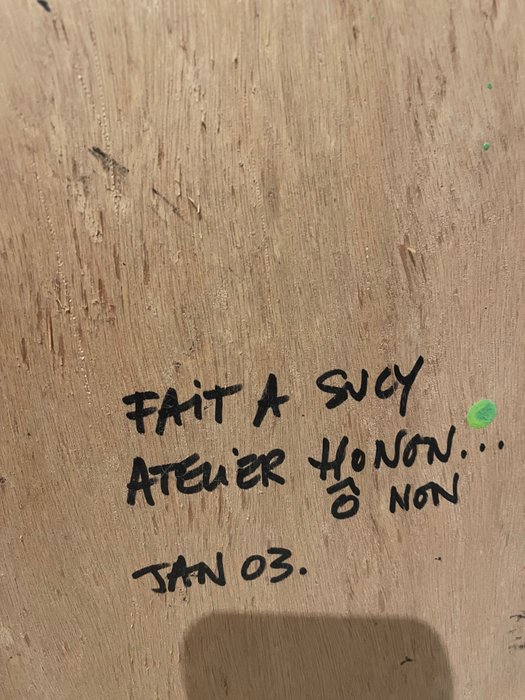 FAiT A SUCY
ATELiER HONON...
Ô NON
JAN 03.